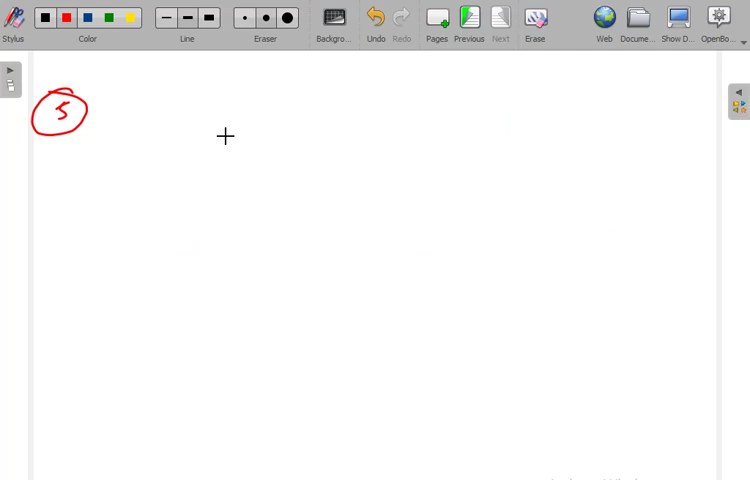 Stylus
Color
Line
Eraser
Backgro...
Undo
Redo
Pages
Previous
Next
Erase
Web
Docume...
Show D...
OpenBo...
5